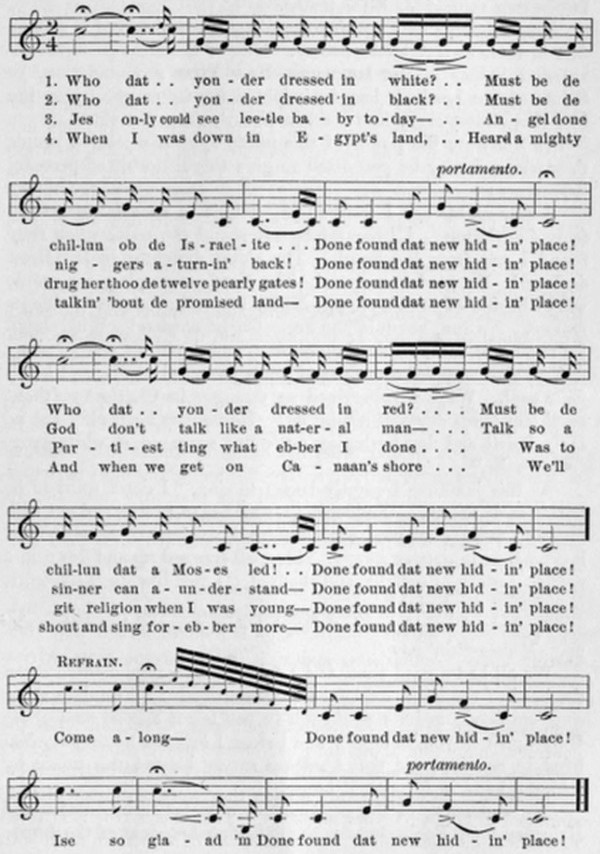 2
4
1. Who dat . . yon - der dressed in white? . . Must be de
2. Who dat . . yon - der dressed in black? . . Must be de
3. Jes on-ly could see lee-tle ba - by to-day— . . An - gel done
4. When I was down in E - gypt's land, . . Heard a mighty
portamento.
chil-lun ob de Is - rael - ite . . . Done found dat new hid - in' place!
nig - gers a-turn-in' back! Done found dat new hid - in' place!
drug her thoo de twelve pearly gates! Done found dat new hid - in' place!
talkin' 'bout de promised land— Done found dat new hid - in' place!
Who dat . . yon - der dressed in red? . . . . Must be de
God don't talk like a nat-er - al man— . . Talk so a
Pur - ti - est ting what eb-ber I done . . . . Was to
And when we get on Ca - naan's shore . . . . We'll
chil-lun dat a Mos - es led! . . Done found dat new hid - in' place!
sin-ner can a - un - der - stand— Done found dat new hid - in' place!
git religion when I was young— Done found dat new hid - in' place!
shout and sing for-eb-ber more— Done found dat new hid - in' place!
REFRAIN.
Come a - long— Done found dat new hid - in' place!
portamento.
Ise so gla - ad 'm Done found dat new hid - in' place!